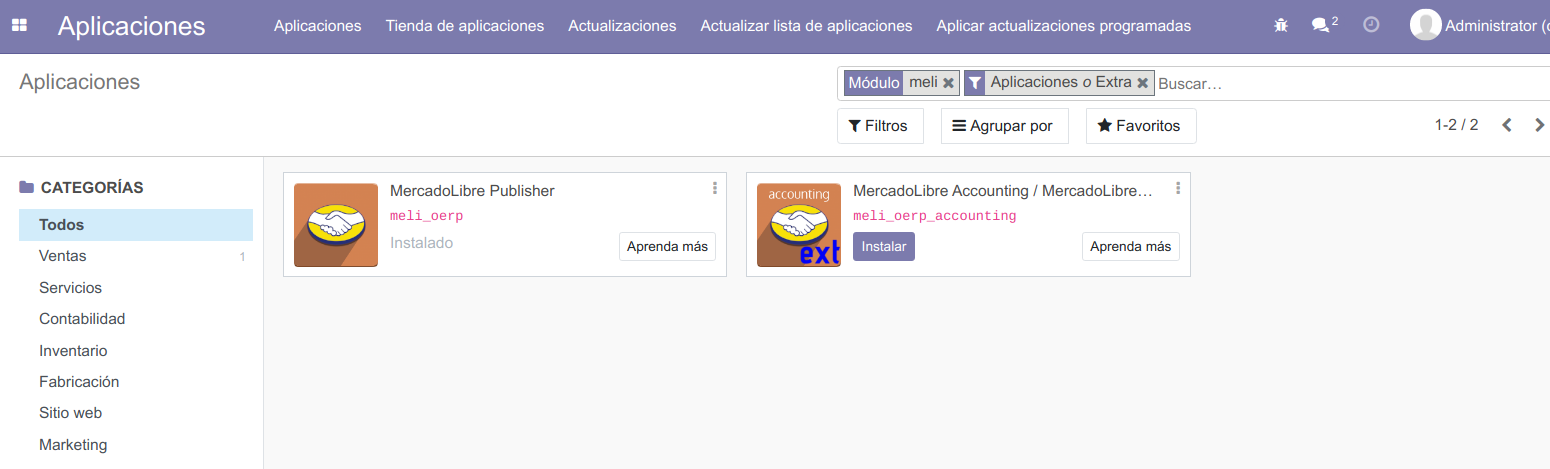 Aplicaciones Aplicaciones Tienda de aplicaciones Actualizaciones Actualizar lista de aplicaciones Aplicar actualizaciones programadas 2 Administrator (
Aplicaciones
Módulo meli Aplicaciones o Extra Buscar...
Filtros Agrupar por Favoritos 1-2 / 2
CATEGORÍAS
Todos
Ventas 1
Servicios
Contabilidad
Inventario
Fabricación
Sitio web
Marketing
MercadoLibre Publisher
meli_oerp
Instalado Aprenda más
accounting
ext
MercadoLibre Accounting / MercadoLibre...
meli_oerp_accounting
Instalar Aprenda más